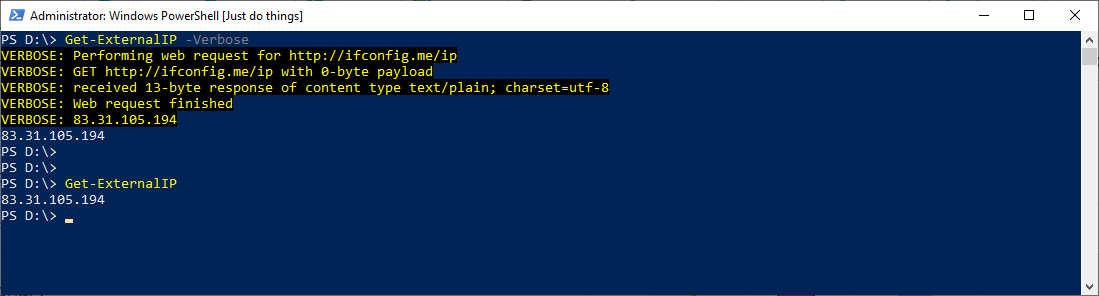 Administrator: Windows PowerShell [Just do things]
PS D:\> Get-ExternalIP -Verbose
VERBOSE: Performing web request for http://ifconfig.me/ip
VERBOSE: GET http://ifconfig.me/ip with 0-byte payload
VERBOSE: received 13-byte response of content type text/plain; charset=utf-8
VERBOSE: Web request finished
VERBOSE: 83.31.105.194
83.31.105.194
PS D:\>
PS D:\>
PS D:\> Get-ExternalIP
83.31.105.194
PS D:\>